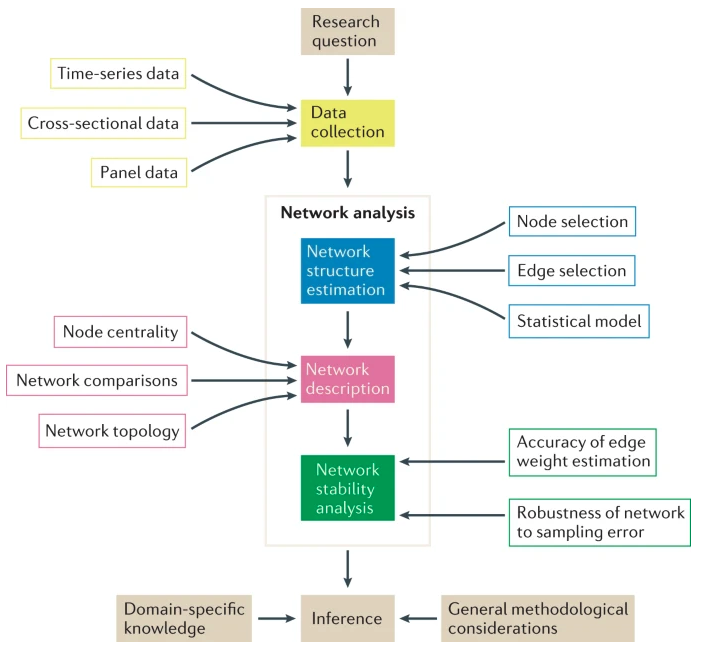 Research
question
Time-series data
Cross-sectional data
Panel data
Data
collection
Network analysis
Network
structure
estimation
Node selection
Edge selection
Statistical model
Node centrality
Network comparisons
Network topology
Network
description
Network
stability
analysis
Accuracy of edge
weight estimation
Robustness of network
to sampling error
Domain-specific
knowledge
Inference
General methodological
considerations